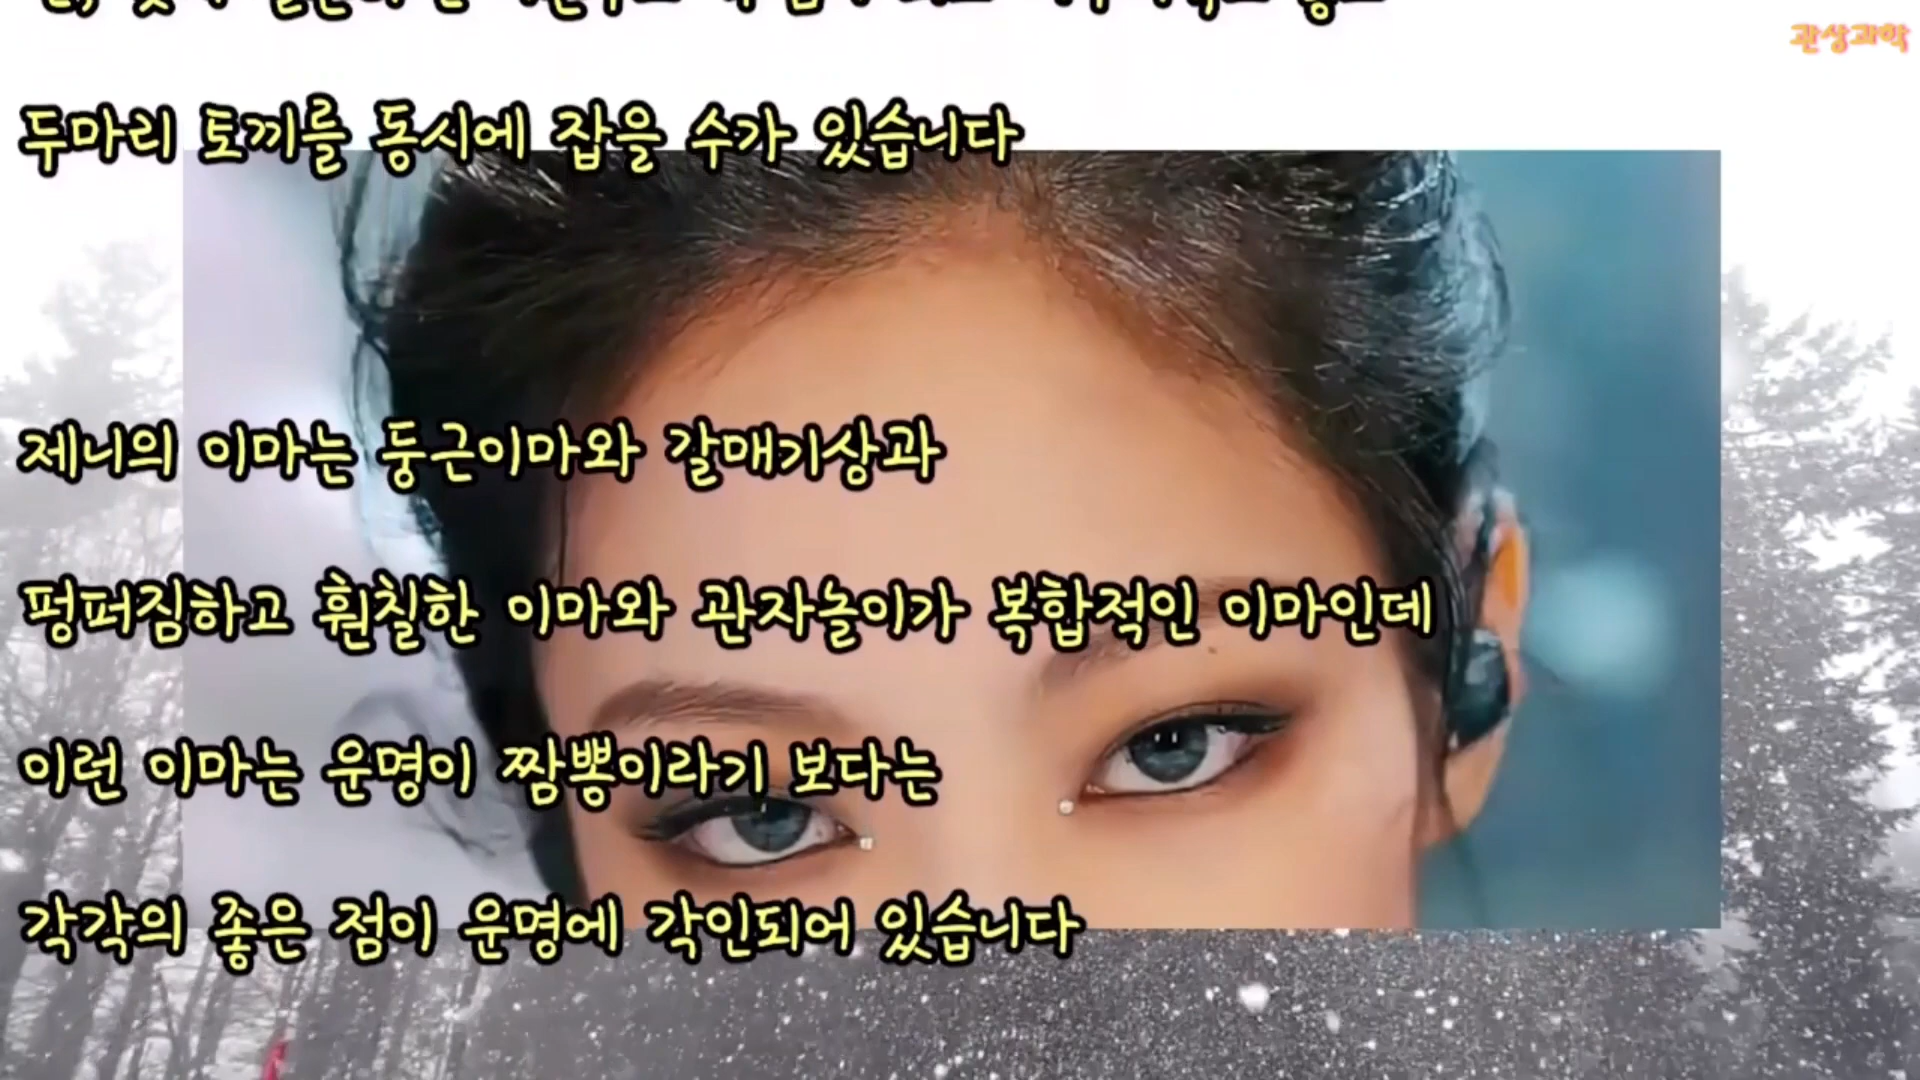 관상과학
두마리 토끼를 동시에 잡을 수가 있습니다
제니의 이마는 둥근이마와 갈매기상과
펑퍼짐하고 훤칠한 이마와 관자놀이가 복합적인 이마인데
이런 이마는 운명이 짬뽕이라기 보다는
각각의 좋은 점이 운명에 각인되어 있습니다